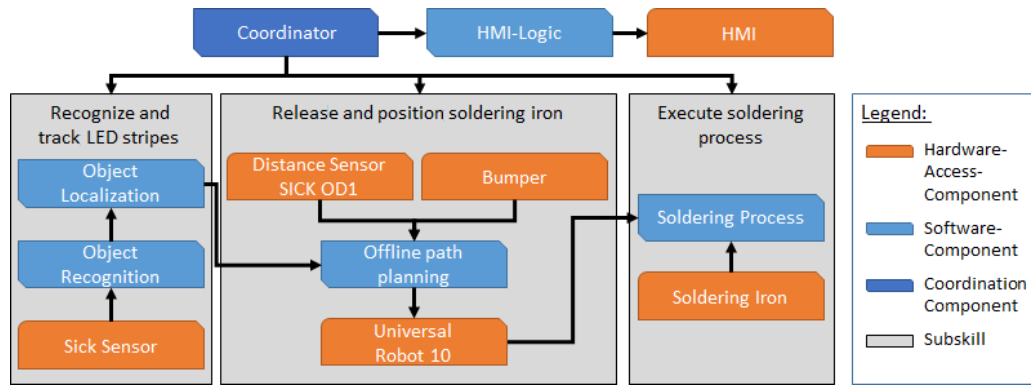 Coordinator
HMI-Logic
HMI
Recognize and
track LED stripes
Object
Localization
Object
Recognition
Sick Sensor
Release and position soldering iron
Distance Sensor
SICK OD1
Bumper
Offline path
planning
Universal
Robot 10
Execute soldering
process
Soldering Process
Soldering Iron
Legend:
Hardware-
Access-
Component
Software-
Component
Coordination
Component
Subskill